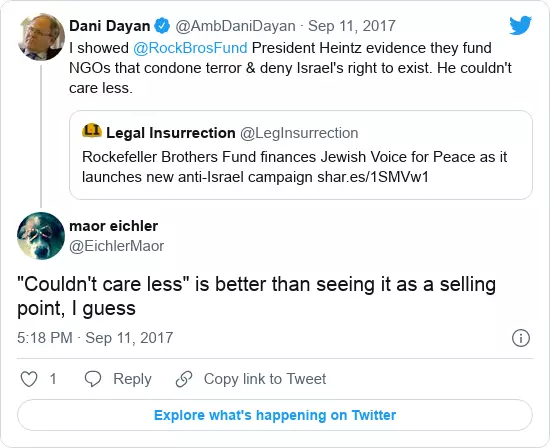 Dani Dayan @AmbDaniDayan · Sep 11, 2017
I showed @RockBrosFund President Heintz evidence they fund
NGOs that condone terror & deny Israel's right to exist. He couldn't
care less.
LI Legal Insurrection @LegInsurrection
Rockefeller Brothers Fund finances Jewish Voice for Peace as it
launches new anti-Israel campaign shar.es/1SMVw1
maor eichler
@EichlerMaor
"Couldn't care less" is better than seeing it as a selling
point, I guess
5:18 PM · Sep 11, 2017
1 Reply Copy link to Tweet
Explore what's happening on Twitter